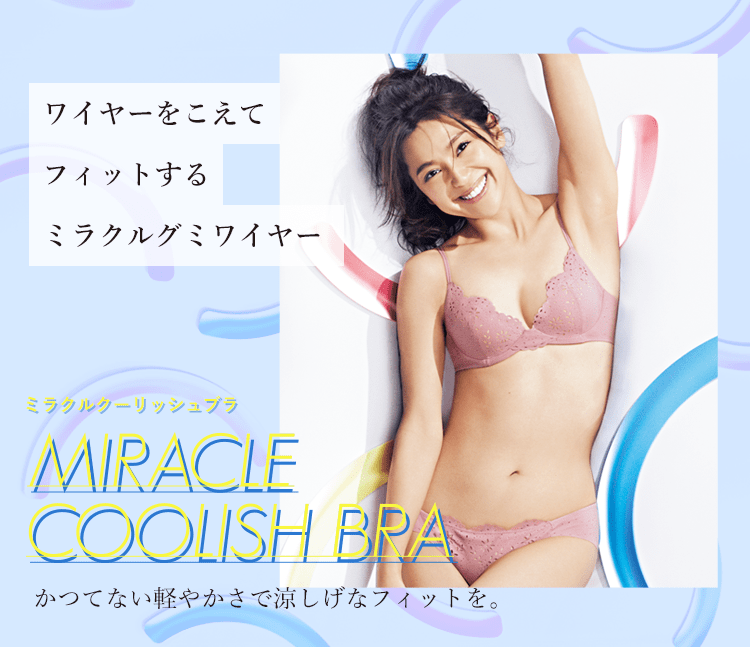 ワイヤーをこえて
フィットする
ミラクルグミワイヤー
ミラクルクーリッシュブラ
MIRACLE
COOLISH BRA
かつてない軽やかさで涼しげなフィットを。